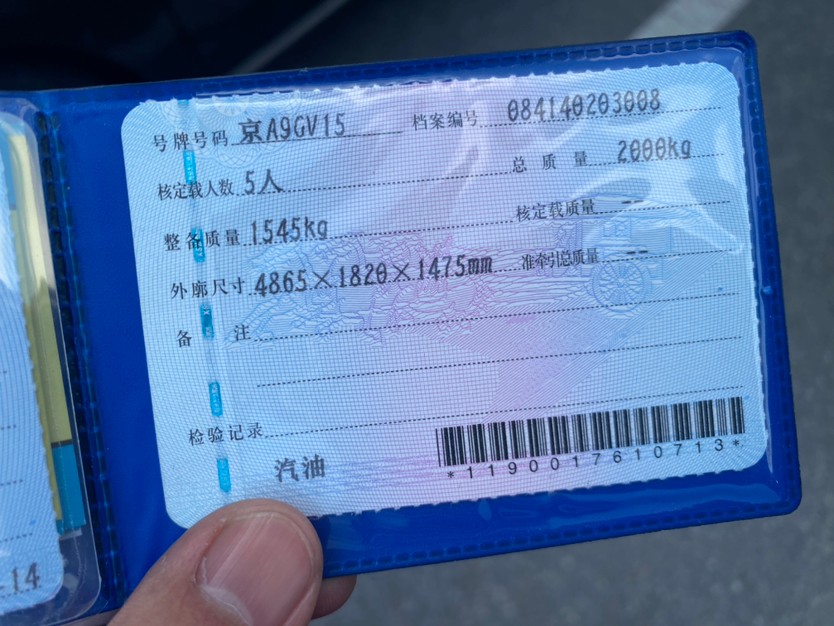 号牌号码 京A9GV15 档案编号 084140203008
核定载人数 5人 总质量 2000kg
整备质量 1545kg 核定载质量 --
外廓尺寸 4865×1820×1475mm 准牵引总质量 --
备注
检验记录
汽油
*1190017610713*
-14